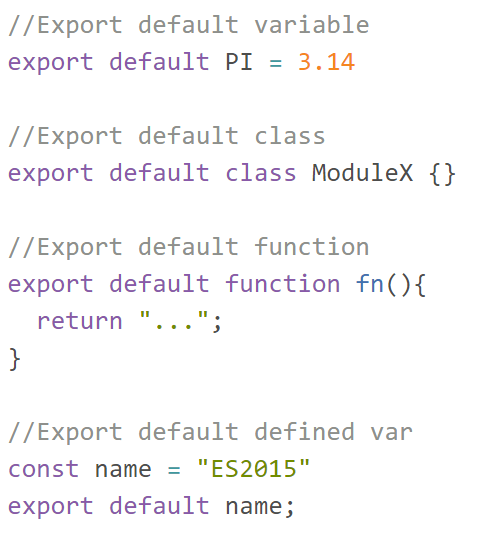 //Export default variable
export default PI = 3.14
//Export default class
export default class ModuleX {}
//Export default function
export default function fn(){
  return "...";
}
//Export default defined var
const name = "ES2015"
export default name;